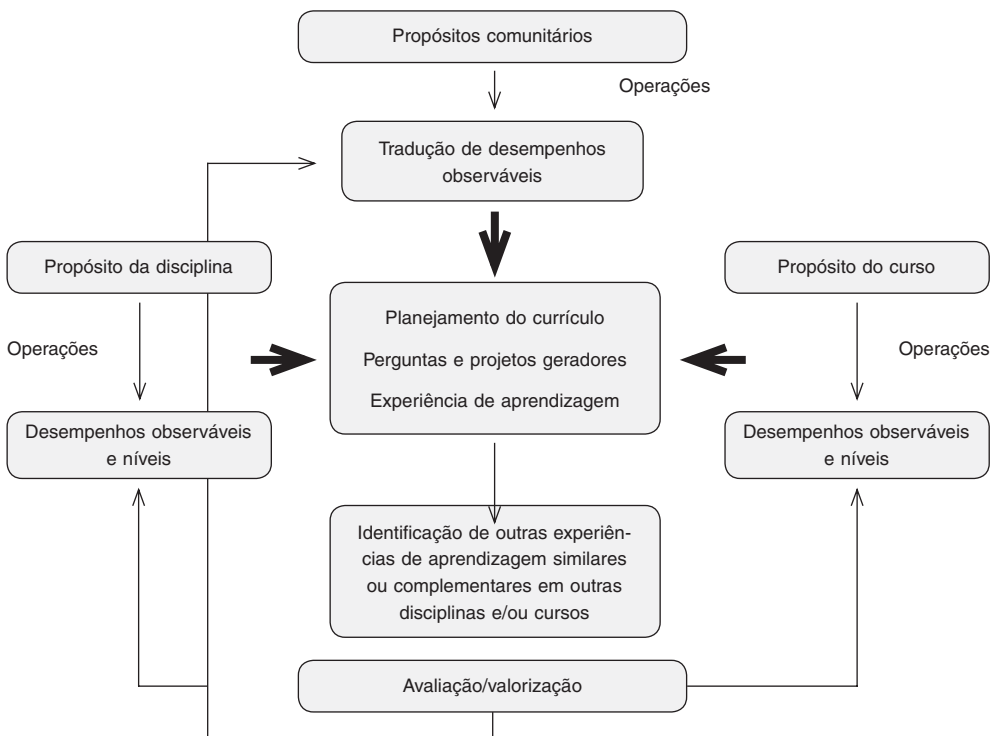 Propósitos comunitários
Operações
Tradução de desempenhos
observáveis
Propósito da disciplina
Propósito do curso
Planejamento do currículo
Perguntas e projetos geradores
Experiência de aprendizagem
Operações
Operações
Desempenhos observáveis
e níveis
Desempenhos observáveis
e níveis
Identificação de outras experiên-
cias de aprendizagem similares
ou complementares em outras
disciplinas e/ou cursos
Avaliação/valorização